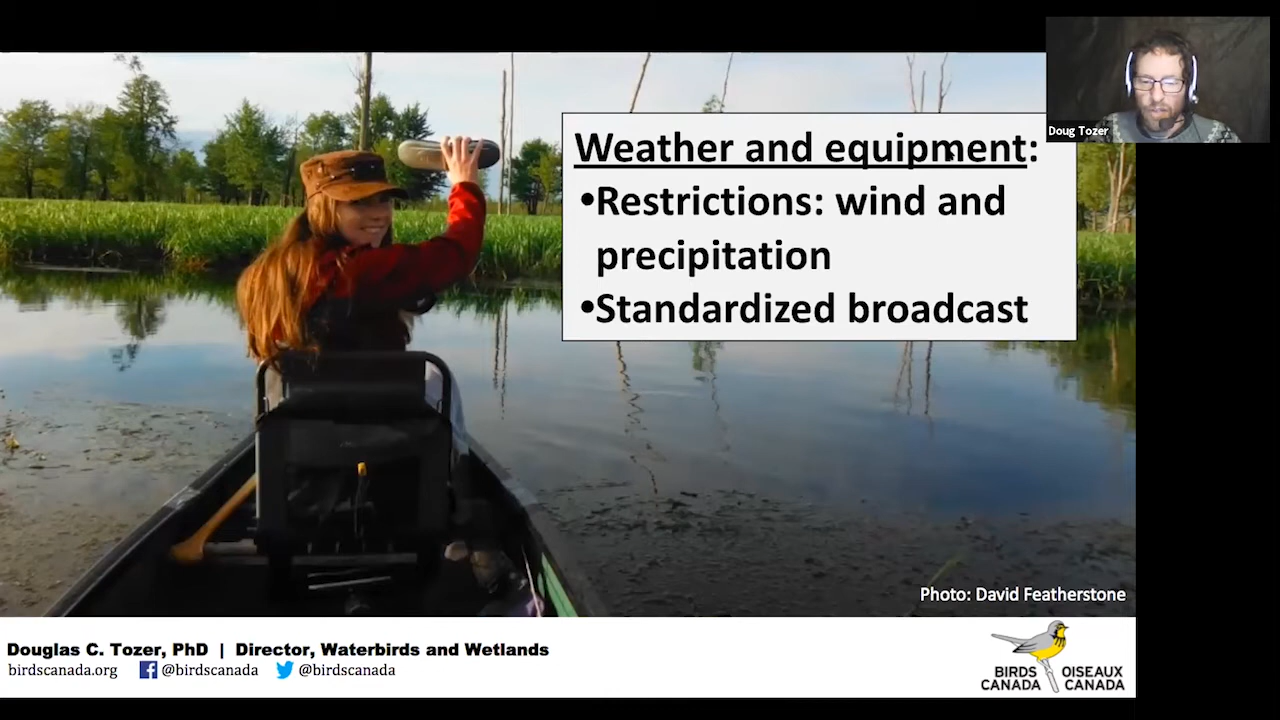 Doug Tozer
Weather and equipment:
•Restrictions: wind and
precipitation
•Standardized broadcast
Photo: David Featherstone
Douglas C. Tozer, PhD | Director, Waterbirds and Wetlands
birdscanada.org @birdscanada @birdscanada
BIRDS OISEAUX
CANADA CANADA